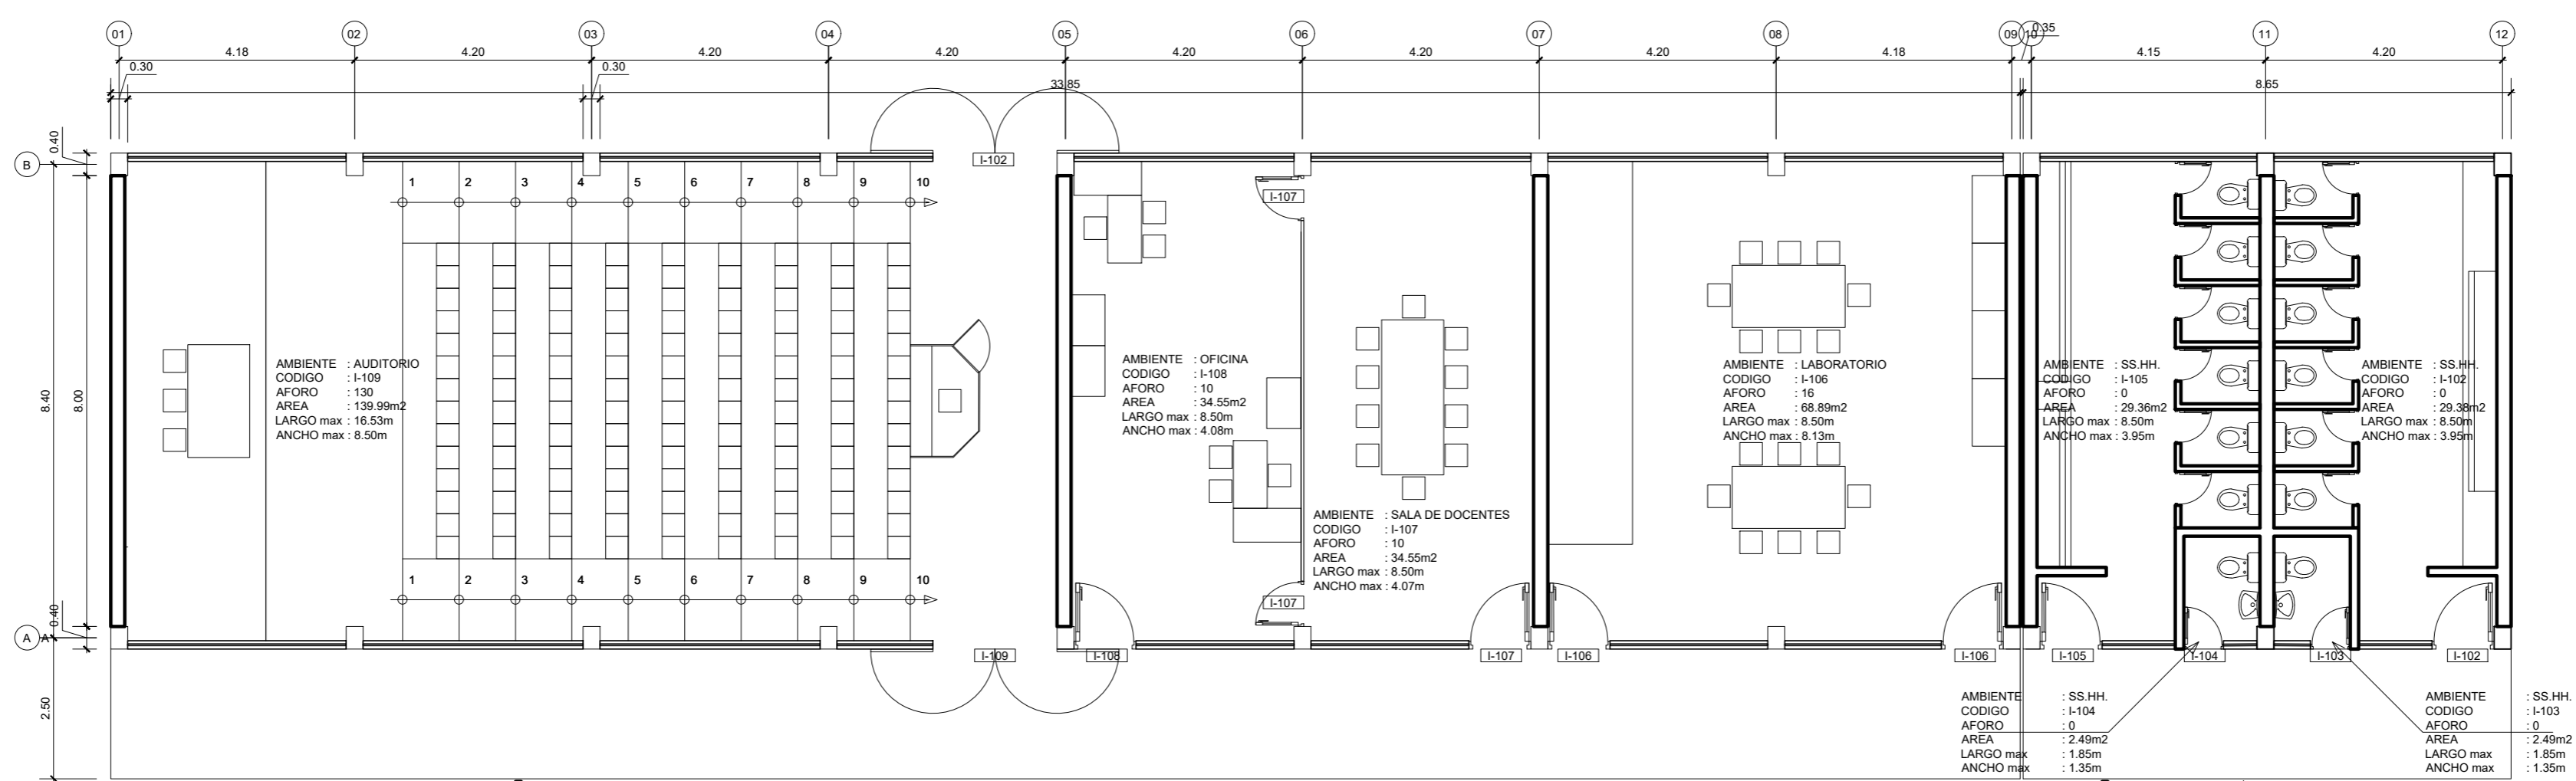 01 02 03 04 05 06 07 08 09 10 11 12
0.35
4.18 4.20 4.20 4.20 4.20 4.20 4.20 4.18 4.15 4.20
0.30 0.30
33.85 8.65
0.40
B
I-102
1 2 3 4 5 6 7 8 9 10
I-107
AMBIENTE : AUDITORIO
CODIGO : I-109
AFORO : 130
AREA : 139.99m2
LARGO max : 16.53m
ANCHO max : 8.50m
AMBIENTE : OFICINA
CODIGO : I-108
AFORO : 10
AREA : 34.55m2
LARGO max : 8.50m
ANCHO max : 4.08m
AMBIENTE : LABORATORIO
CODIGO : I-106
AFORO : 16
AREA : 68.89m2
LARGO max : 8.50m
ANCHO max : 8.13m
AMBIENTE : SS.HH.
CODIGO : I-105
AFORO : 0
AREA : 29.36m2
LARGO max : 8.50m
ANCHO max : 3.95m
AMBIENTE : SS.HH.
CODIGO : I-102
AFORO : 0
AREA : 29.38m2
LARGO max : 8.50m
ANCHO max : 3.95m
8.40 8.00
AMBIENTE : SALA DE DOCENTES
CODIGO : I-107
AFORO : 10
AREA : 34.55m2
LARGO max : 8.50m
ANCHO max : 4.07m
1 2 3 4 5 6 7 8 9 10
I-107
0.40
A A
I-109 I-108 I-107 I-106 I-106 I-105 I-104 I-103 I-102
2.50
AMBIENTE : SS.HH.
CODIGO : I-104
AFORO : 0
AREA : 2.49m2
LARGO max : 1.85m
ANCHO max : 1.35m
AMBIENTE : SS.HH.
CODIGO : I-103
AFORO : 0
AREA : 2.49m2
LARGO max : 1.85m
ANCHO max : 1.35m